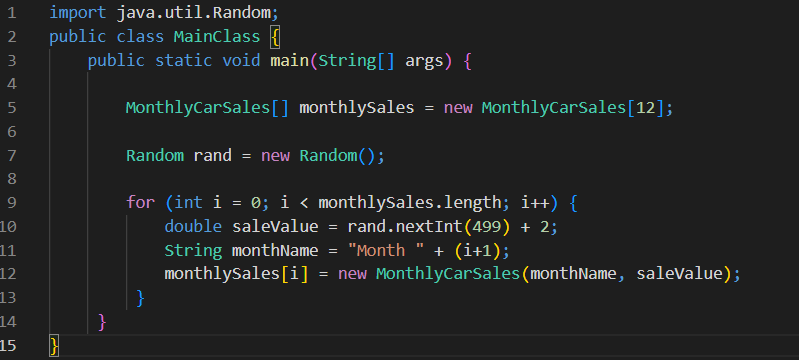 1 import java.util.Random;
2 public class MainClass {
3 public static void main(String[] args) {
4
5 MonthlyCarSales[] monthlySales = new MonthlyCarSales[12];
6
7 Random rand = new Random();
8
9 for (int i = 0; i < monthlySales.length; i++) {
10 double saleValue = rand.nextInt(499) + 2;
11 String monthName = "Month " + (i+1);
12 monthlySales[i] = new MonthlyCarSales(monthName, saleValue);
13 }
14 }
15 }